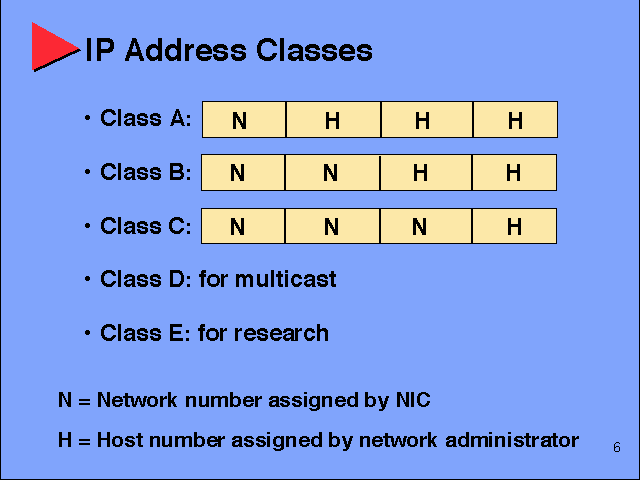 IP Address Classes
• Class A: N H H H
• Class B: N N H H
• Class C: N N N H
• Class D: for multicast
• Class E: for research
N = Network number assigned by NIC
H = Host number assigned by network administrator
6